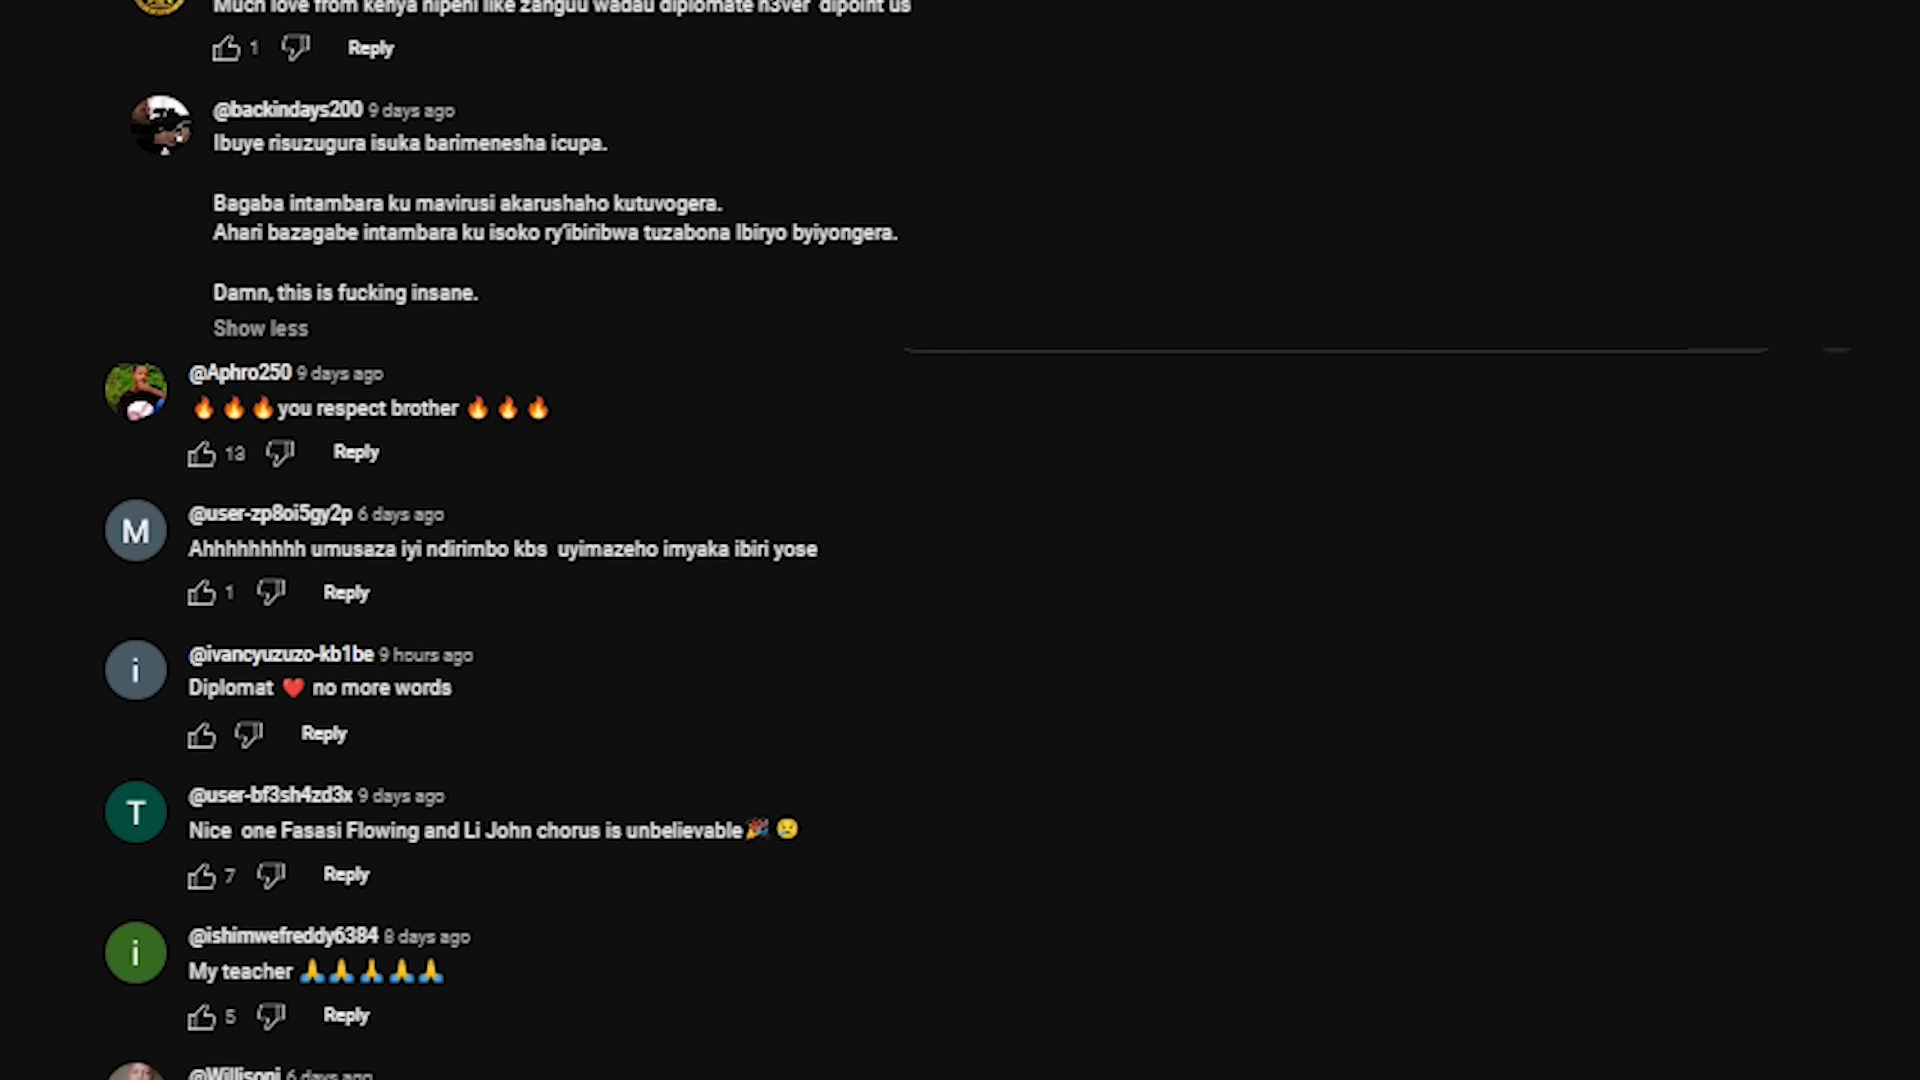 Much love from kenya nipeni like zanguu wadau diplomate n3ver dipoint us
1 Reply
@backindays200 9 days ago
Ibuye risuzugura isuka barimenesha icupa.
Bagaba intambara ku mavirusi akarushaho kutuvogera.
Ahari bazagabe intambara ku isoko ry'ibiribwa tuzabona Ibiryo byiyongera.
Damn, this is fucking insane.
Show less
@Aphro250 9 days ago
🔥🔥🔥you respect brother 🔥🔥🔥
13 Reply
M
@user-zp8oi5gy2p 6 days ago
Ahhhhhhhhh umusaza iyi ndirimbo kbs uyimazeho imyaka ibiri yose
1 Reply
i
@ivancyuzuzo-kb1be 9 hours ago
Diplomat ❤️ no more words
Reply
T
@user-bf3sh4zd3x 9 days ago
Nice one Fasasi Flowing and Li John chorus is unbelievable🎉 😢
7 Reply
i
@ishimwefreddy6384 8 days ago
My teacher 🙏🙏🙏🙏🙏
5 Reply
@Willisoni 6 days ago